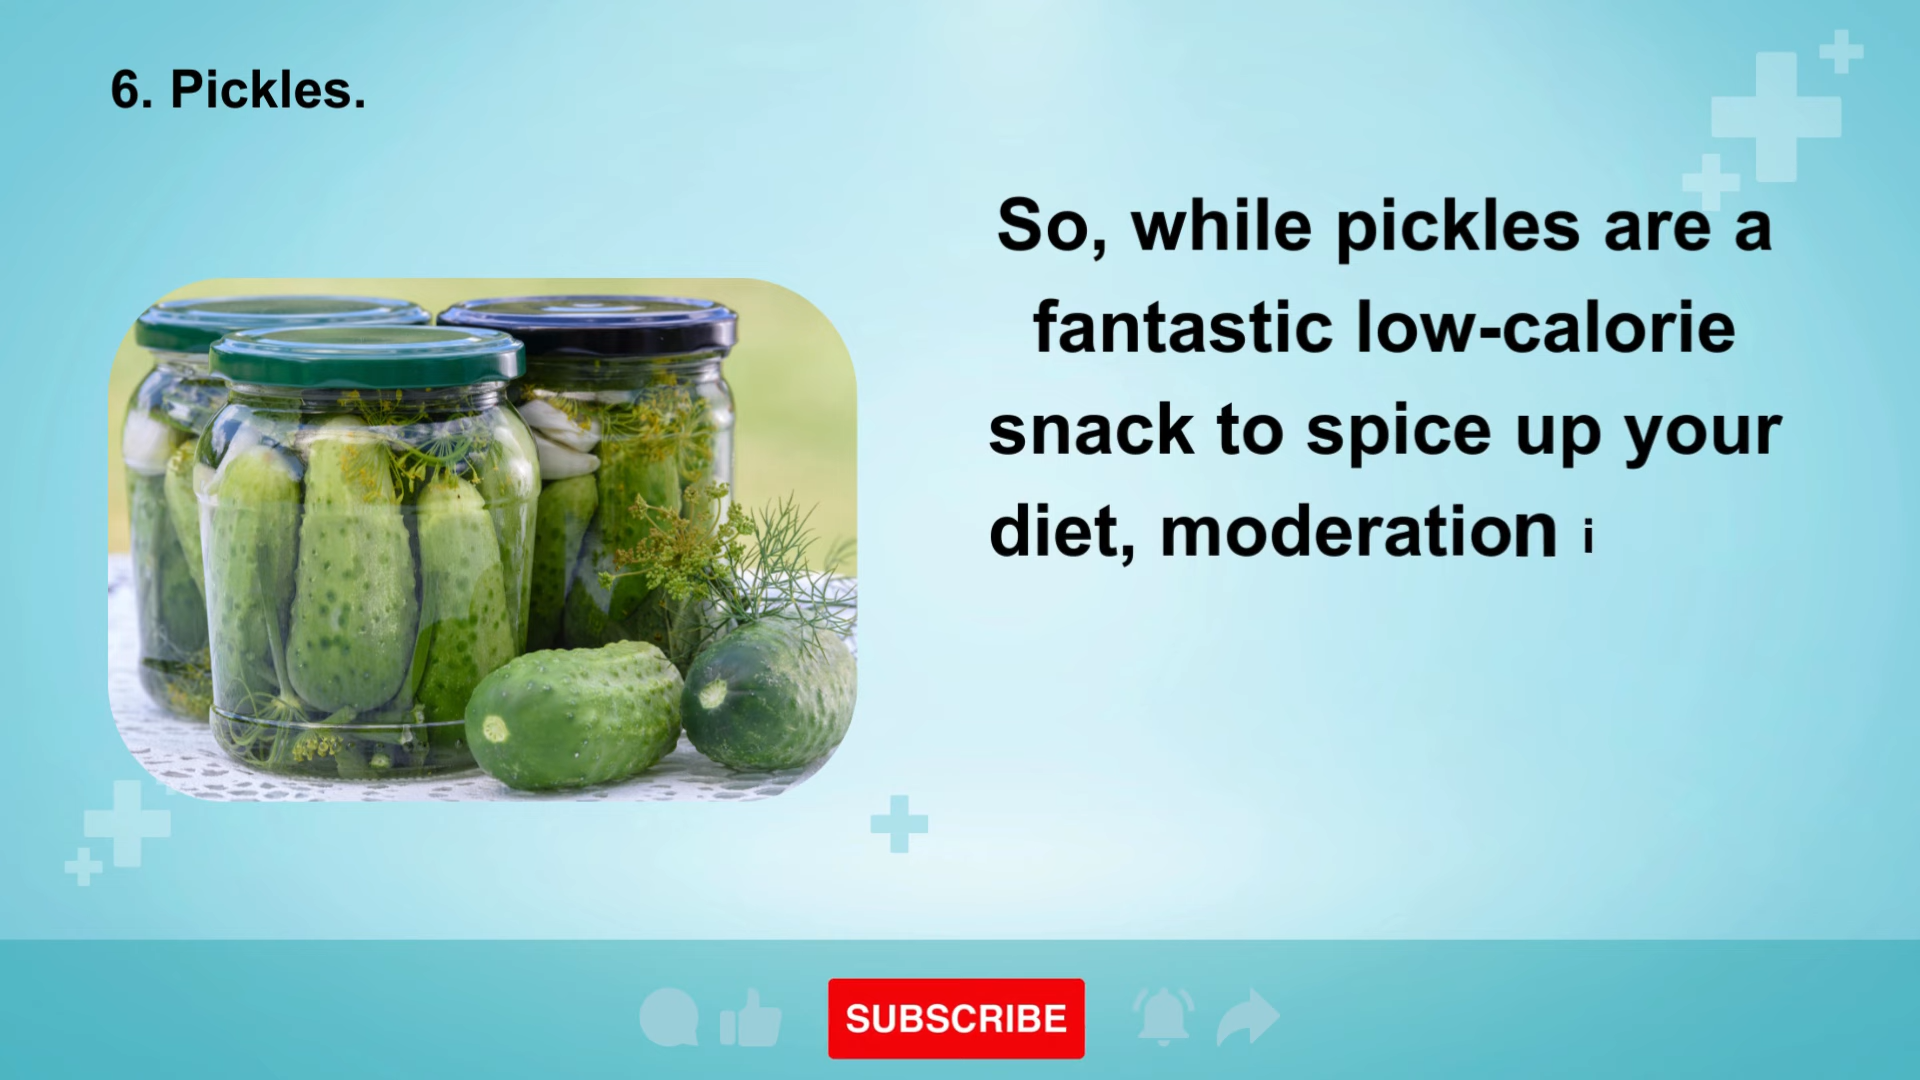 6. Pickles.
So, while pickles are a
fantastic low-calorie
snack to spice up your
diet, moderation i
SUBSCRIBE